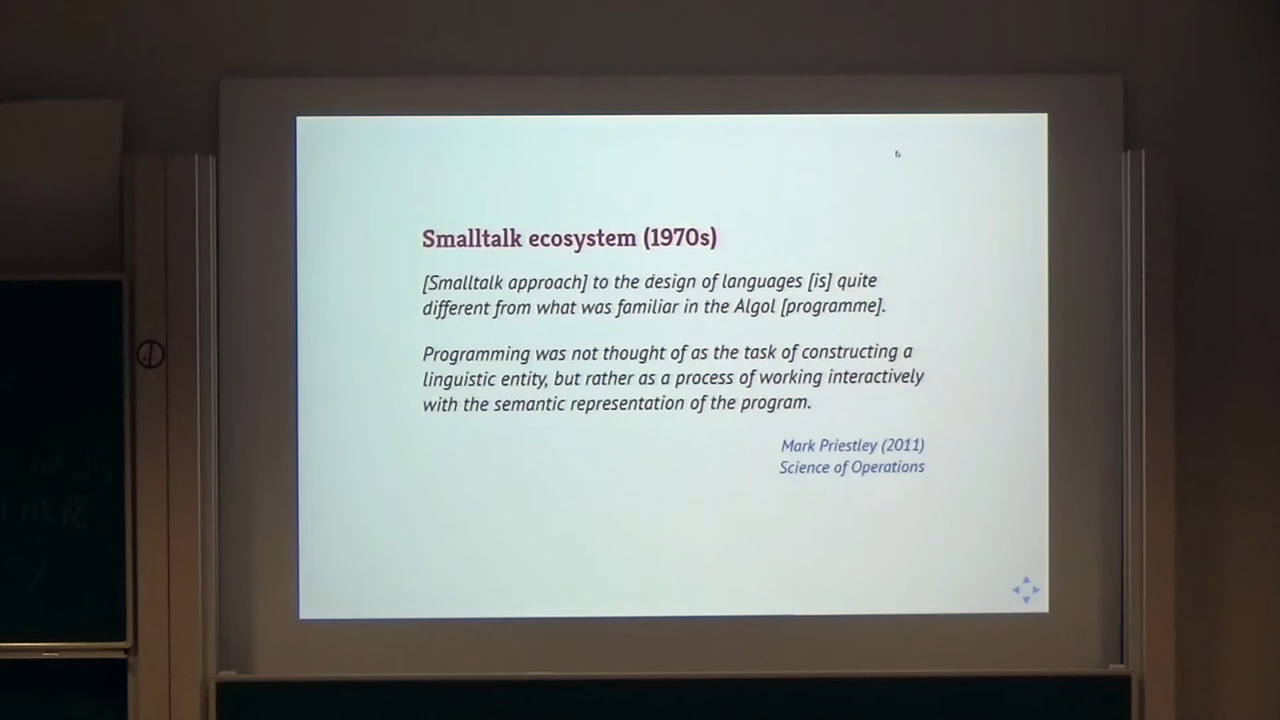 Smalltalk ecosystem (1970s)
[Smalltalk approach] to the design of languages [is] quite
different from what was familiar in the Algol [programme].
Programming was not thought of as the task of constructing a
linguistic entity, but rather as a process of working interactively
with the semantic representation of the program.
Mark Priestley (2011)
Science of Operations